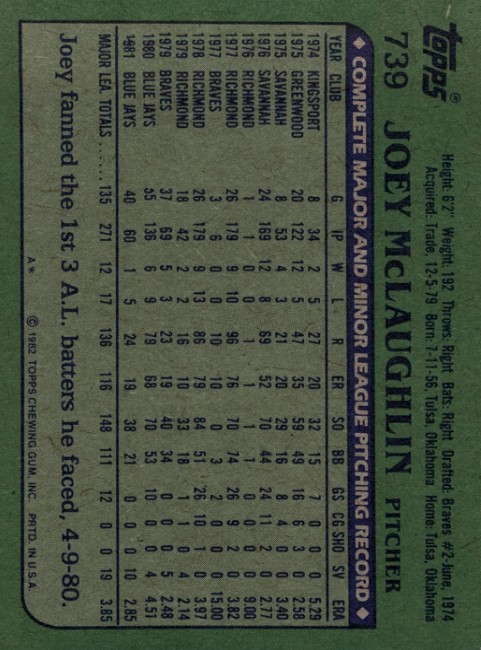 TOPPS®
739 JOEY McLAUGHLIN PITCHER
Height: 6'2" Weight: 192 Throws: Right Bats: Right Drafted: Braves #2-June, 1974
Acquired: Trade, 12-5-79 Born: 7-11-56, Tulsa, Oklahoma Home: Tulsa, Oklahoma
◆ COMPLETE MAJOR AND MINOR LEAGUE PITCHING RECORD ◆
YEAR CLUB G IP W L R ER SO BB GS CG SHO SV ERA
1974 KINGSPORT 8 34 2 5 27 20 32 15 7 0 0 0 5.29
1975 GREENWOOD 20 122 12 5 47 35 59 49 16 6 3 0 2.58
1975 SAVANNAH 8 53 4 3 21 20 29 16 8 4 0 0 3.40
1976 SAVANNAH 24 169 12 8 69 52 70 44 24 11 2 0 2.77
1976 RICHMOND 1 1 0 0 1 1 1 1 0 0 0 0 9.00
1977 RICHMOND 26 179 9 10 96 76 70 74 26 9 2 0 3.82
1977 BRAVES 3 6 0 0 10 10 0 3 2 0 0 0 15.00
1978 RICHMOND 26 179 9 13 86 79 84 51 26 10 1 0 3.97
1979 RICHMOND 18 42 2 2 16 10 33 18 1 1 0 4 2.14
1979 BRAVES 37 69 5 3 23 19 40 34 0 0 0 5 2.48
1980 BLUE JAYS 55 136 6 9 79 68 70 53 10 0 0 4 4.51
1981 BLUE JAYS 40 60 1 5 24 19 38 21 0 0 0 10 2.85
MAJOR LEA. TOTALS ...... 135 271 12 17 136 116 148 111 12 0 0 19 3.85
Joey fanned the 1st 3 A.L. batters he faced, 4-9-80.
A* © 1982 TOPPS CHEWING GUM, INC. PRTD. IN U.S.A.